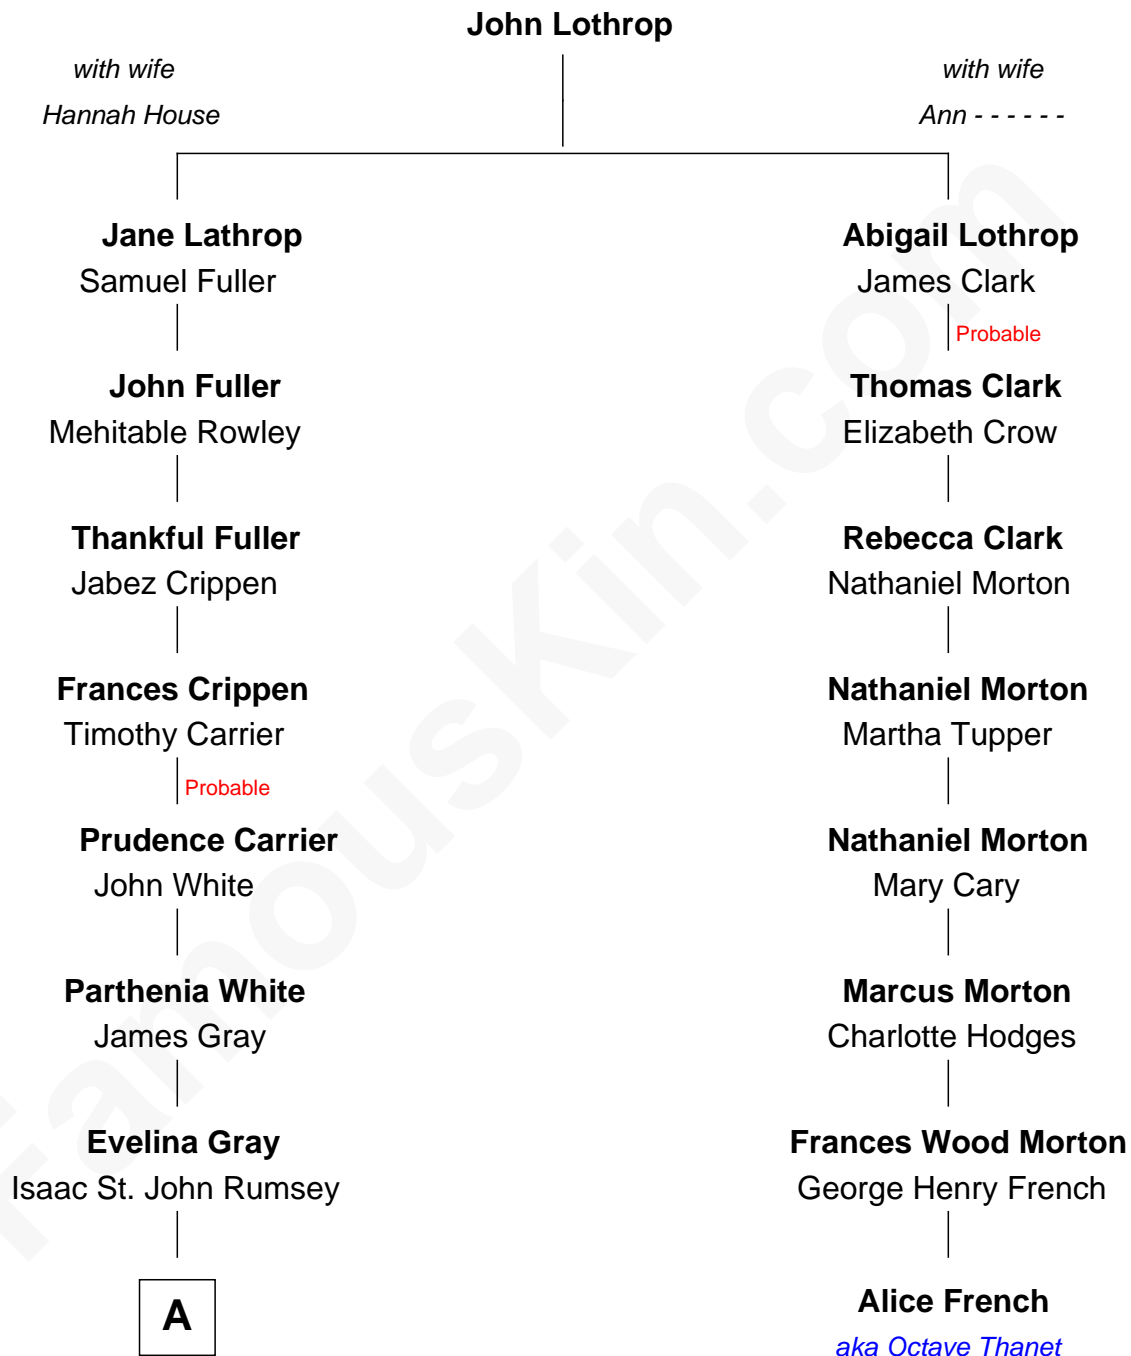 John Lothrop
with wife
Hannah House
with wife
Ann - - - - - -
Jane Lathrop
Samuel Fuller
Abigail Lothrop
James Clark
Probable
John Fuller
Mehitable Rowley
Thomas Clark
Elizabeth Crow
Thankful Fuller
Jabez Crippen
Rebecca Clark
Nathaniel Morton
Frances Crippen
Timothy Carrier
Nathaniel Morton
Martha Tupper
Probable
Prudence Carrier
John White
Nathaniel Morton
Mary Cary
Parthenia White
James Gray
Marcus Morton
Charlotte Hodges
Evelina Gray
Isaac St. John Rumsey
Frances Wood Morton
George Henry French
A
Alice French
aka Octave Thanet
FamousKin.com